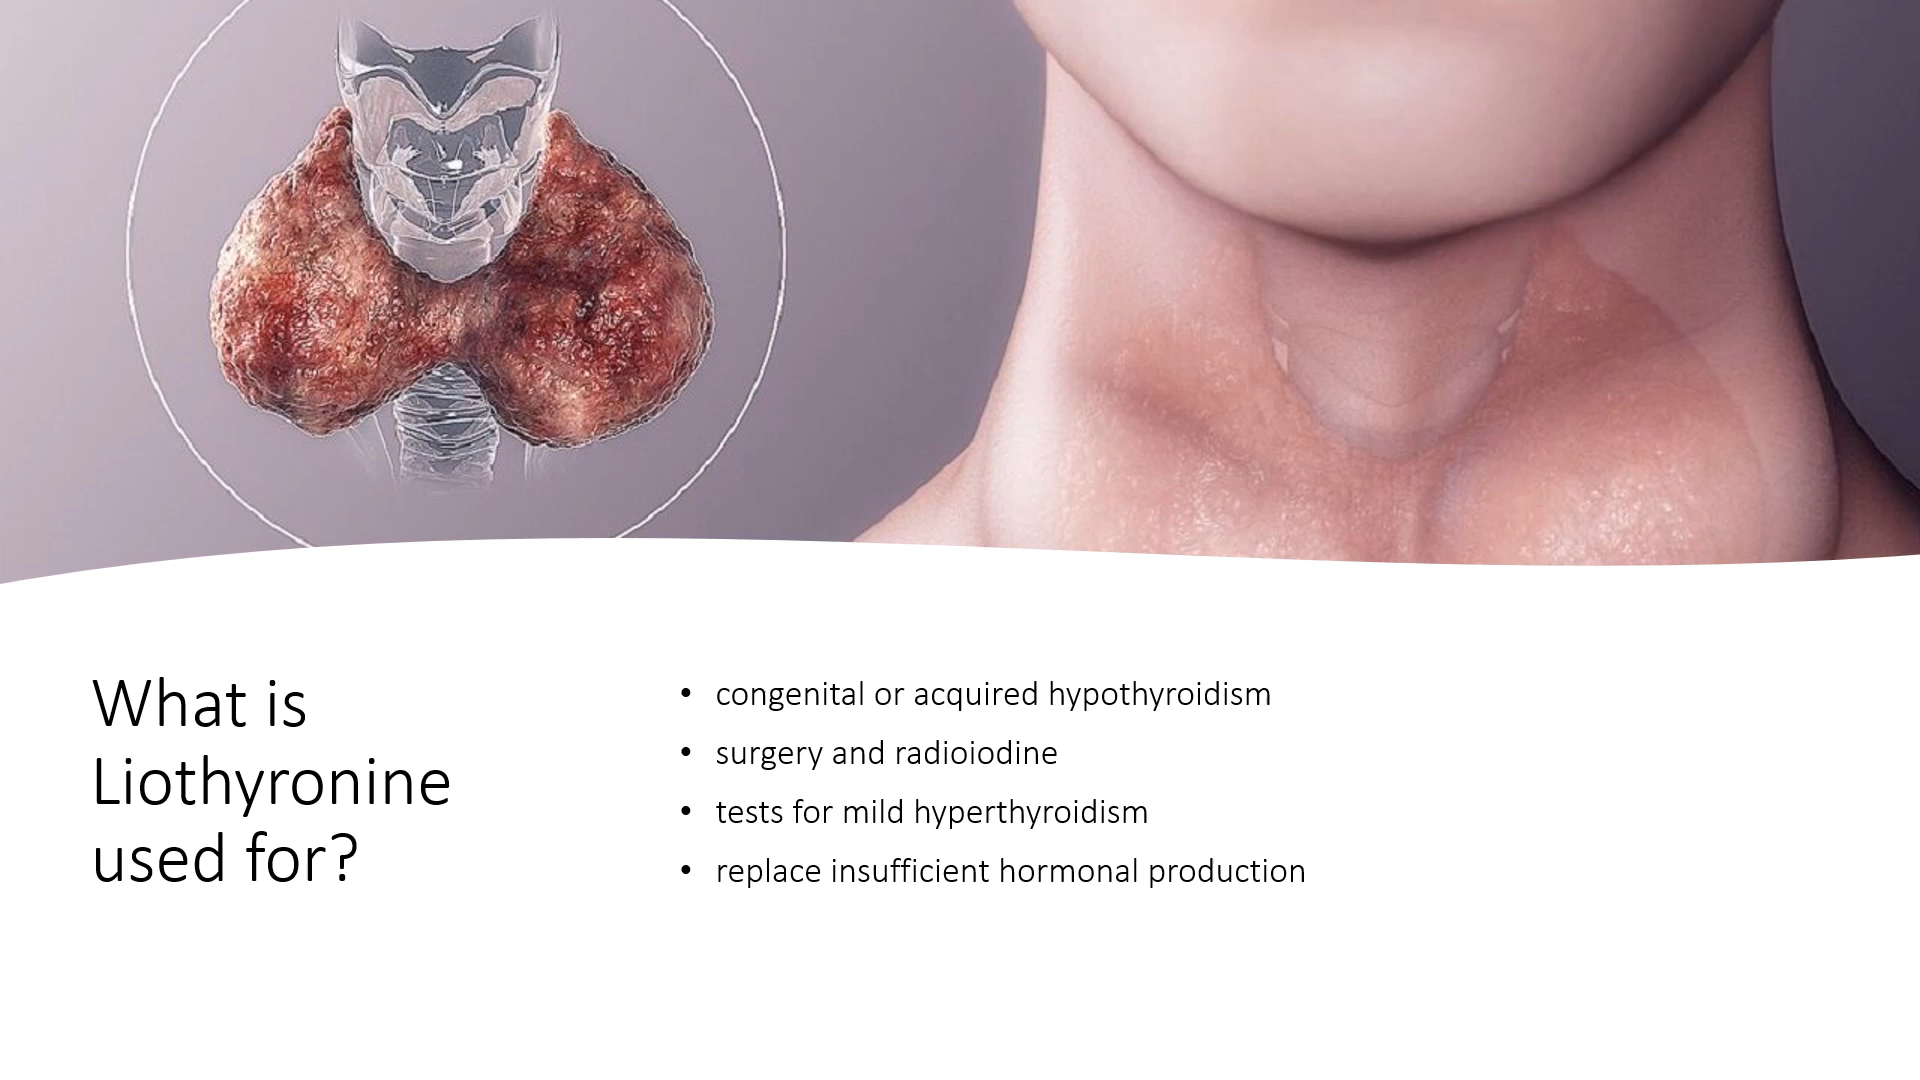 What is
Liothyronine
used for?
• congenital or acquired hypothyroidism
• surgery and radioiodine
• tests for mild hyperthyroidism
• replace insufficient hormonal production